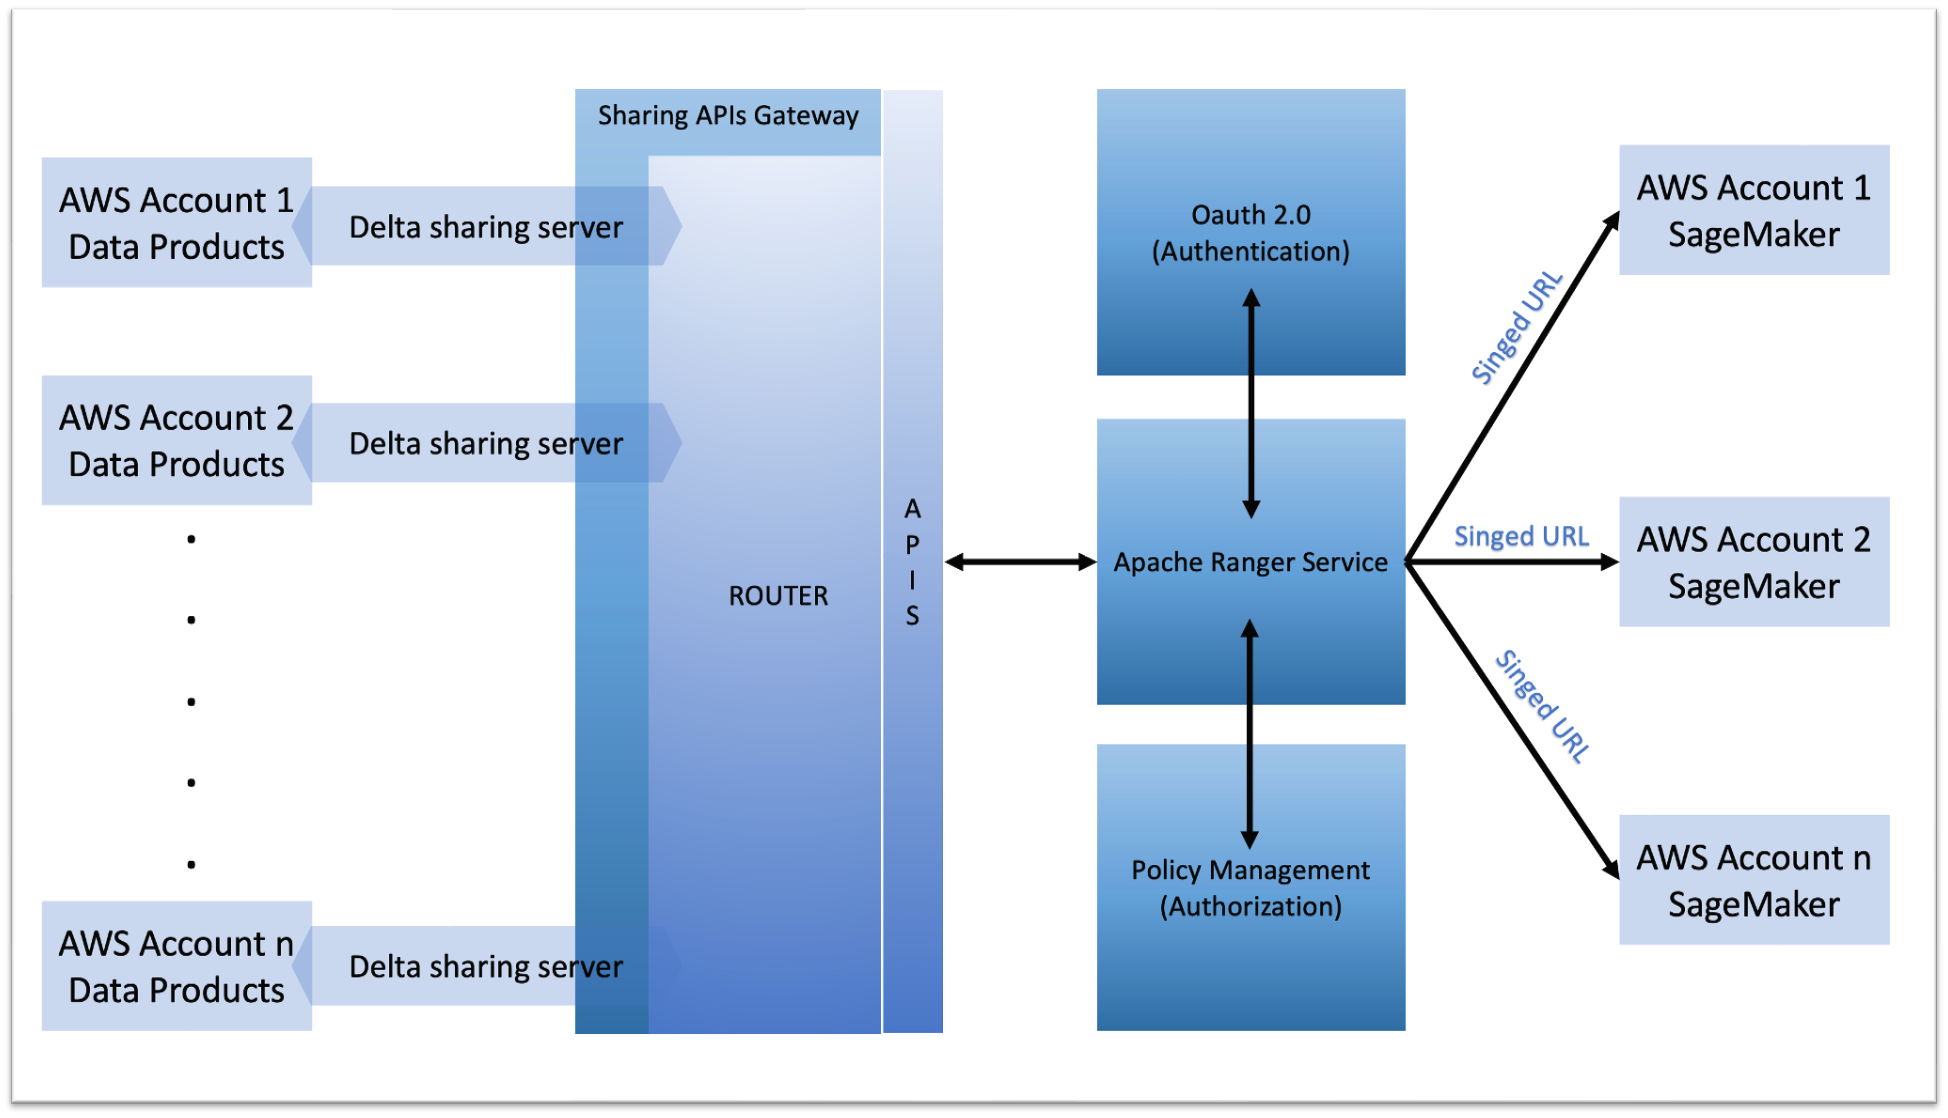 Sharing APIs Gateway
AWS Account 1
Data Products
Delta sharing server
AWS Account 2
Data Products
Delta sharing server
AWS Account n
Data Products
Delta sharing server
ROUTER
A
P
I
S
Oauth 2.0
(Authentication)
Apache Ranger Service
Policy Management
(Authorization)
Singed URL
Singed URL
Singed URL
AWS Account 1
SageMaker
AWS Account 2
SageMaker
AWS Account n
SageMaker